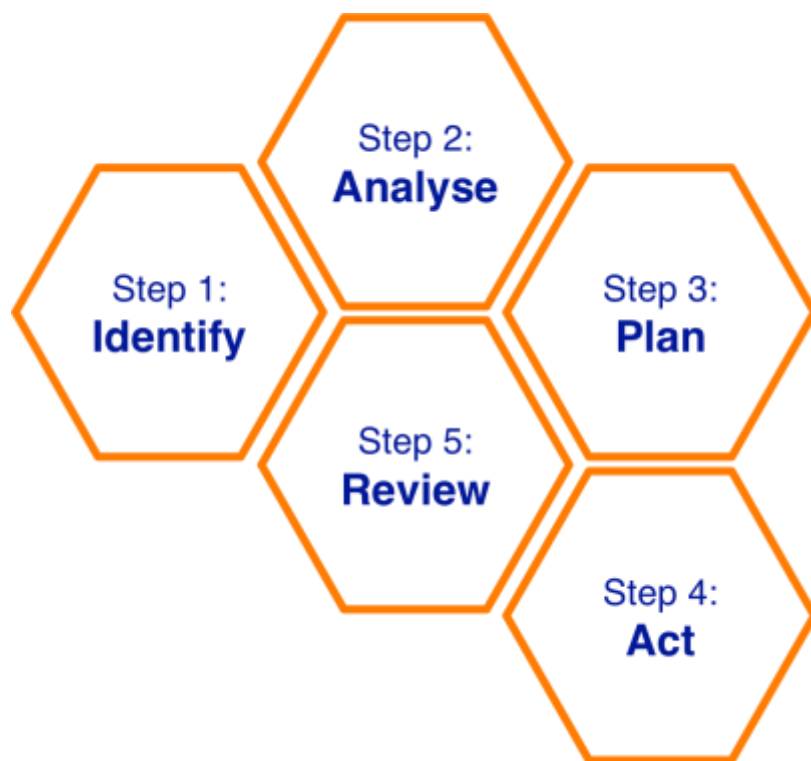 Step 1:
Identify
Step 2:
Analyse
Step 3:
Plan
Step 4:
Act
Step 5:
Review